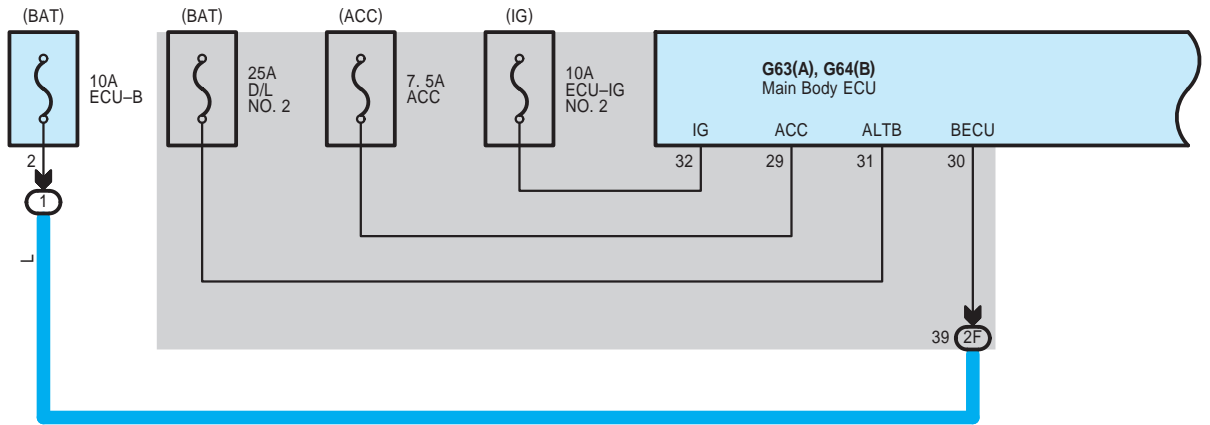 (BAT)
(BAT)
(ACC)
(IG)
10A
ECU–B
25A
D/L
NO. 2
7. 5A
ACC
10A
ECU–IG
NO. 2
G63(A), G64(B)
Main Body ECU
IG
ACC
ALTB
BECU
2
32
29
31
30
1
L
39
2F